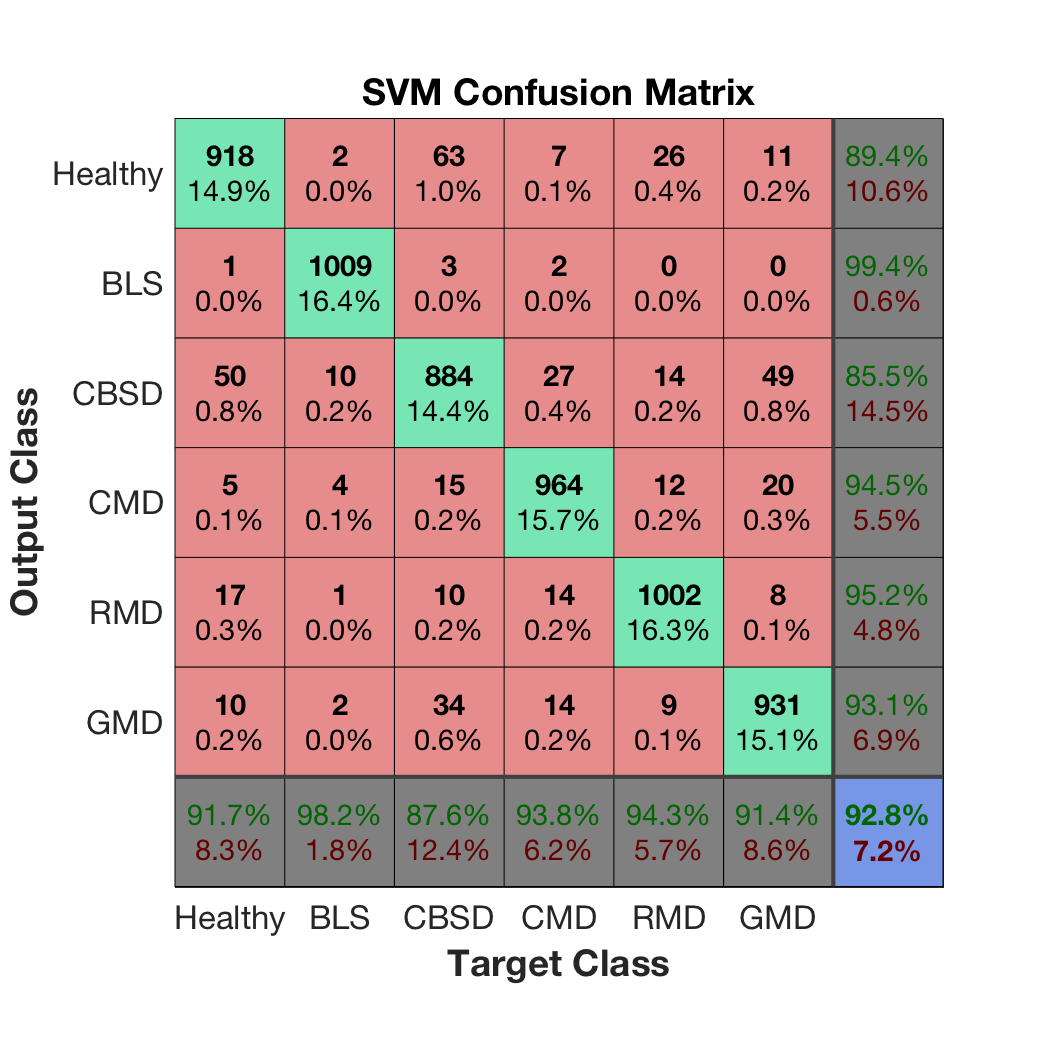 SVM Confusion Matrix
Healthy 918 2 63 7 26 11 89.4%
14.9% 0.0% 1.0% 0.1% 0.4% 0.2% 10.6%
BLS 1 1009 3 2 0 0 99.4%
0.0% 16.4% 0.0% 0.0% 0.0% 0.0% 0.6%
CBSD 50 10 884 27 14 49 85.5%
0.8% 0.2% 14.4% 0.4% 0.2% 0.8% 14.5%
CMD 5 4 15 964 12 20 94.5%
0.1% 0.1% 0.2% 15.7% 0.2% 0.3% 5.5%
RMD 17 1 10 14 1002 8 95.2%
0.3% 0.0% 0.2% 0.2% 16.3% 0.1% 4.8%
GMD 10 2 34 14 9 931 93.1%
0.2% 0.0% 0.6% 0.2% 0.1% 15.1% 6.9%
91.7% 98.2% 87.6% 93.8% 94.3% 91.4% 92.8%
8.3% 1.8% 12.4% 6.2% 5.7% 8.6% 7.2%
Healthy BLS CBSD CMD RMD GMD
Target Class
Output Class